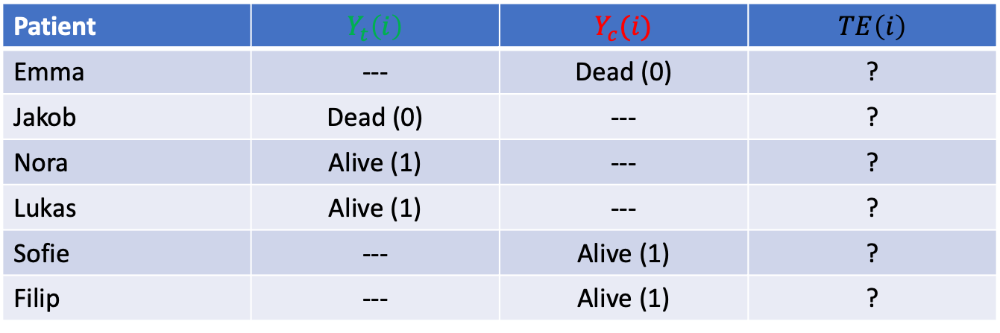 Patient Y_t(i) Y_c(i) TE(i)
Emma --- Dead (0) ?
Jakob Dead (0) --- ?
Nora Alive (1) --- ?
Lukas Alive (1) --- ?
Sofie --- Alive (1) ?
Filip --- Alive (1) ?